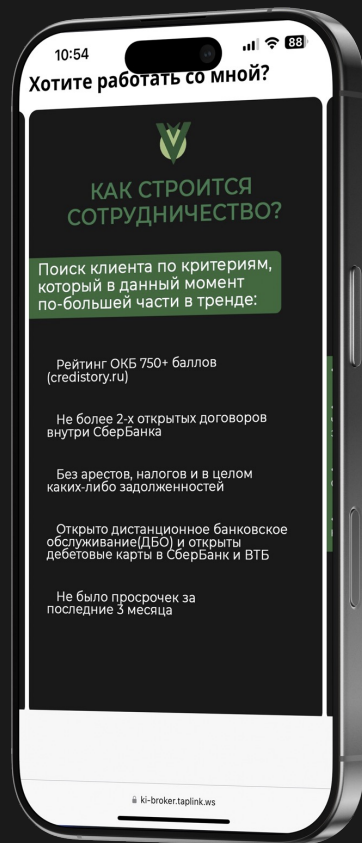 10:54
88
Хотите работать со мной?
КАК СТРОИТСЯ
СОТРУДНИЧЕСТВО?
Поиск клиента по критериям,
который в данный момент
по-большей части в тренде:
Рейтинг ОКБ 750+ баллов
(credistory.ru)
Не более 2-х открытых договоров
внутри СберБанка
Без арестов, налогов и в целом
каких-либо задолженностей
Открыто дистанционное банковское
обслуживание(ДБО) и открыты
дебетовые карты в СберБанк и ВТБ
Не было просрочек за
последние 3 месяца
ki-broker.taplink.ws